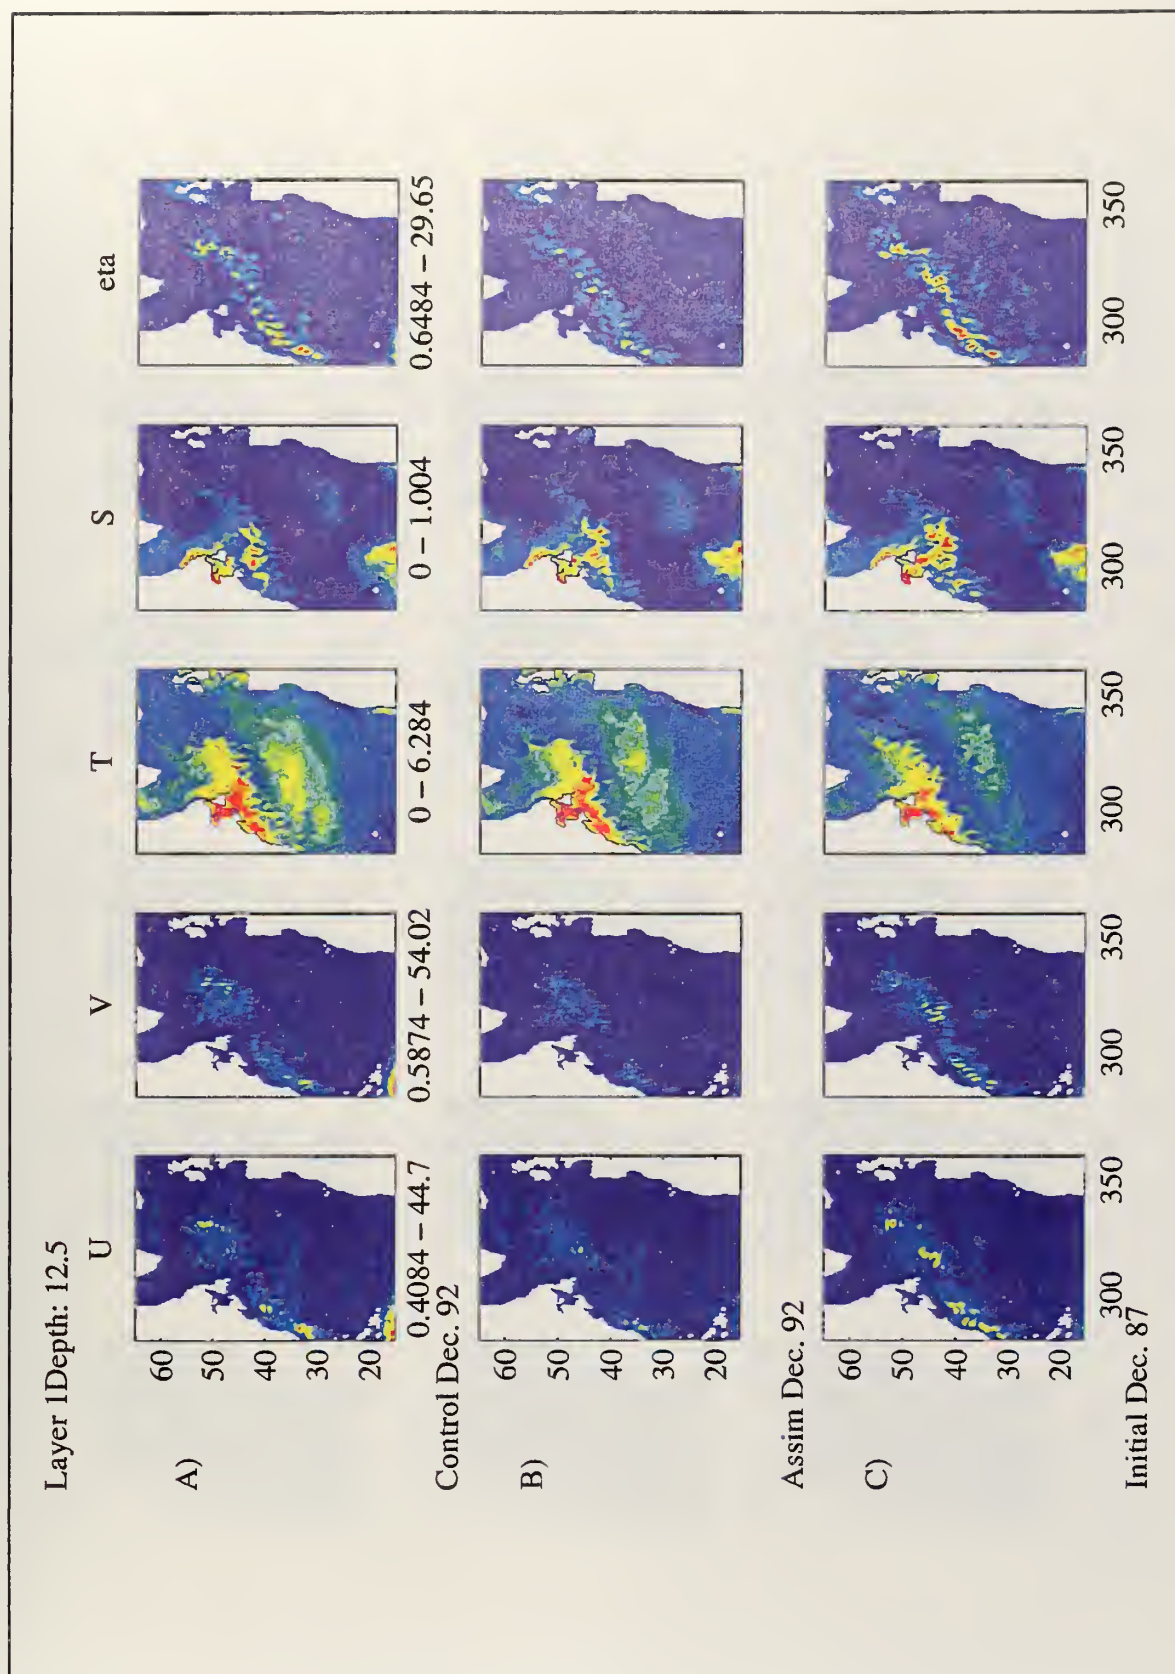 Layer 1Depth: 12.5
U V T S eta
A)
60
50
40
30
20
0.4084 – 44.7 0.5874 – 54.02 0 – 6.284 0 – 1.004 0.6484 – 29.65
Control Dec. 92
B)
60
50
40
30
20
Assim Dec. 92
C)
60
50
40
30
20
300 350 300 350 300 350 300 350 300 350
Initial Dec. 87